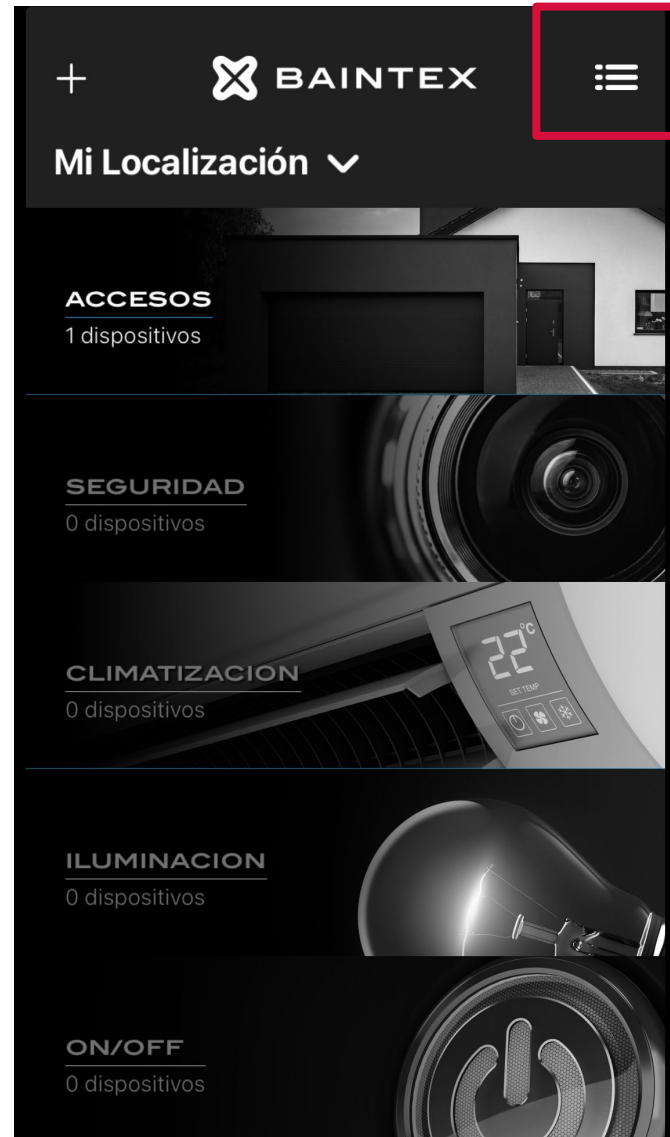 + BAINTEX
Mi Localización
ACCESOS
1 dispositivos
SEGURIDAD
0 dispositivos
22°C
SET TEMP
CLIMATIZACION
0 dispositivos
ILUMINACION
0 dispositivos
ON/OFF
0 dispositivos